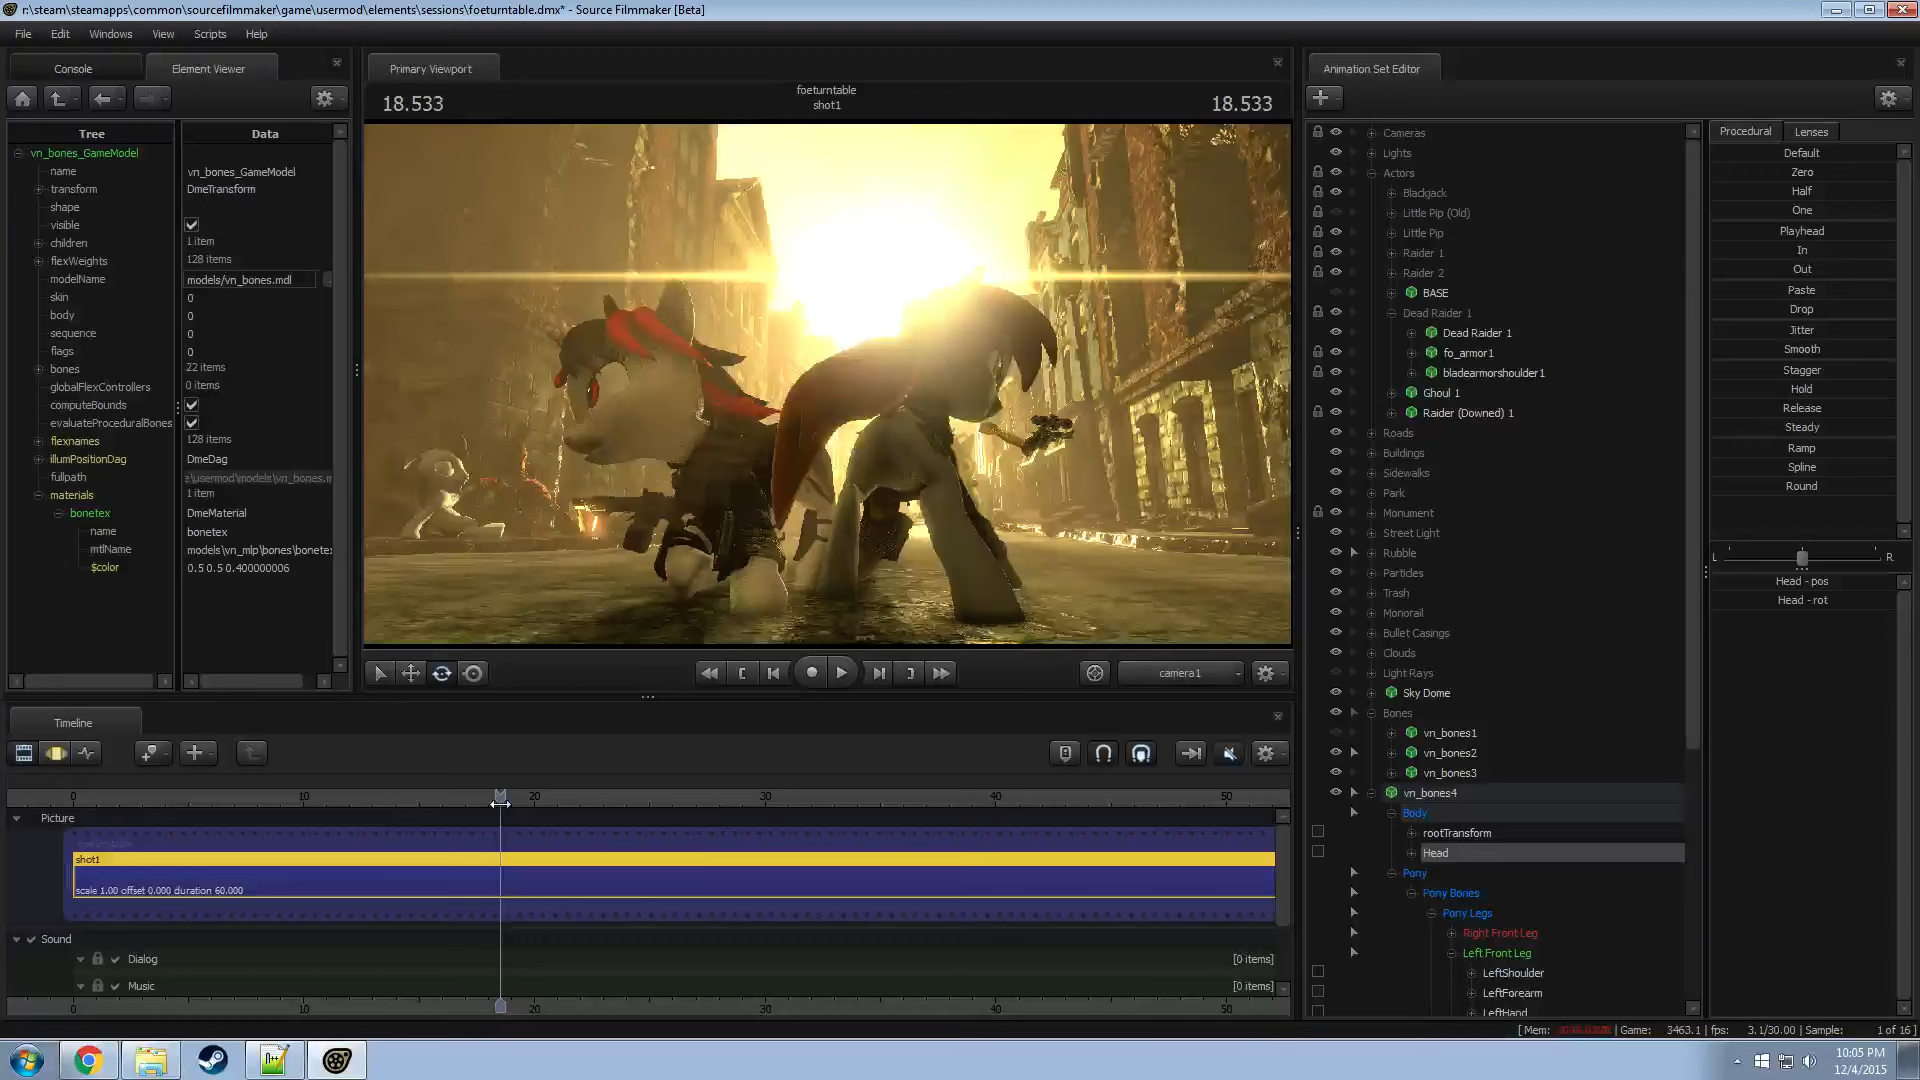 r:\steam\steamapps\common\sourcefilmmaker\game\usermod\elements\sessions\foeturntable.dmx* - Source Filmmaker [Beta]
File Edit Windows View Scripts Help
Console
Element Viewer
Tree
Data
vn_bones_GameModel
name vn_bones_GameModel
transform DmeTransform
shape
visible
children 1 item
flexWeights 128 items
modelName models/vn_bones.mdl
skin 0
body 0
sequence 0
flags 0
bones 22 items
globalFlexControllers 0 items
computeBounds
evaluateProceduralBones
flexnames 128 items
illumPositionDag DmeDag
fullpath e\usermod\models\vn_bones.m
materials 1 item
bonetex DmeMaterial
name bonetex
mtlName models\vn_mlp\bones\bonetex
$color 0.5 0.5 0.400000006
Primary Viewport
18.533
foeturntable
shot1
18.533
camera1
Timeline
0 10 20 30 40 50
Picture
shot1
scale 1.00 offset 0.000 duration 60.000
Sound
Dialog [0 items]
Music [0 items]
0 10 20 30 40 50
Animation Set Editor
Cameras
Lights
Actors
Blackjack
Little Pip (Old)
Little Pip
Raider 1
Raider 2
BASE
Dead Raider 1
Dead Raider 1
fo_armor1
bladearmorshoulder1
Ghoul 1
Raider (Downed) 1
Roads
Buildings
Sidewalks
Park
Monument
Street Light
Rubble
Particles
Trash
Monorail
Bullet Casings
Clouds
Light Rays
Sky Dome
Bones
vn_bones1
vn_bones2
vn_bones3
vn_bones4
Body
rootTransform
Head
Pony
Pony Bones
Pony Legs
Right Front Leg
Left Front Leg
LeftShoulder
LeftForearm
LeftHand
Procedural
Lenses
Default
Zero
Half
One
Playhead
In
Out
Paste
Drop
Jitter
Smooth
Stagger
Hold
Release
Steady
Ramp
Spline
Round
L R
Head - pos
Head - rot
[ Mem: | Game: 3463.1 | fps: 3.1/30.00 | Sample: 1 of 16 ]
10:05 PM
12/4/2015